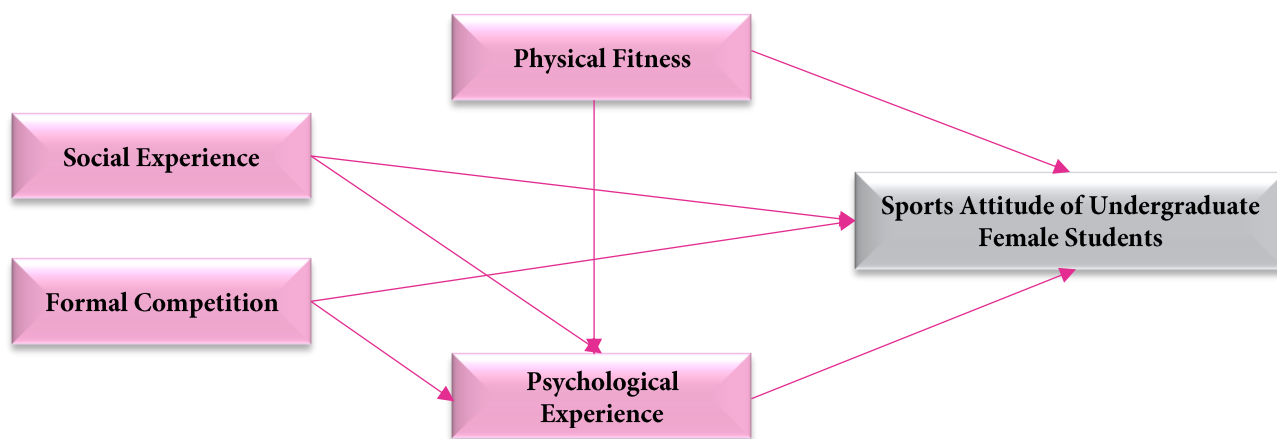 Physical Fitness
Social Experience
Sports Attitude of Undergraduate
Female Students
Formal Competition
Psychological
Experience